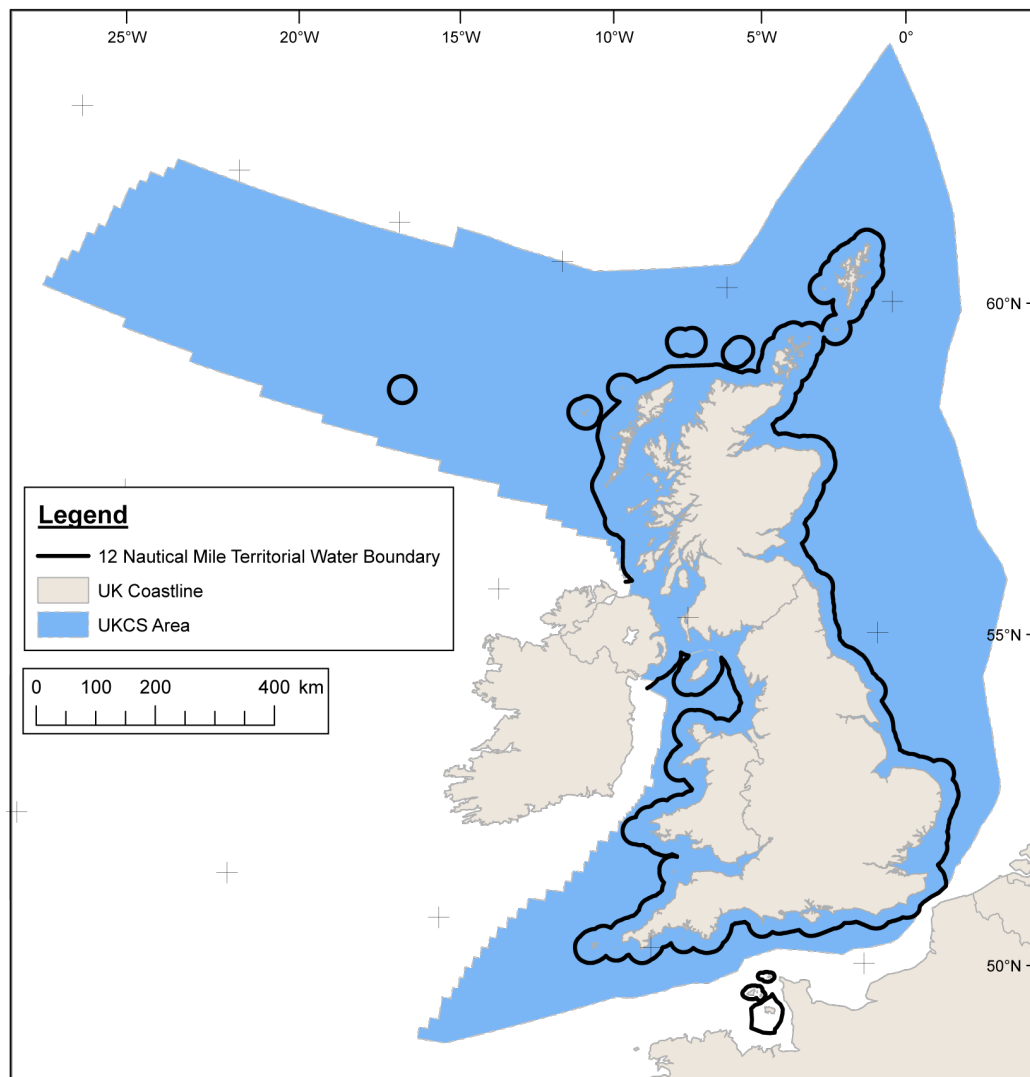 25°W 20°W 15°W 10°W 5°W 0°
60°N
Legend
12 Nautical Mile Territorial Water Boundary
UK Coastline
UKCS Area
55°N
0 100 200 400 km
50°N